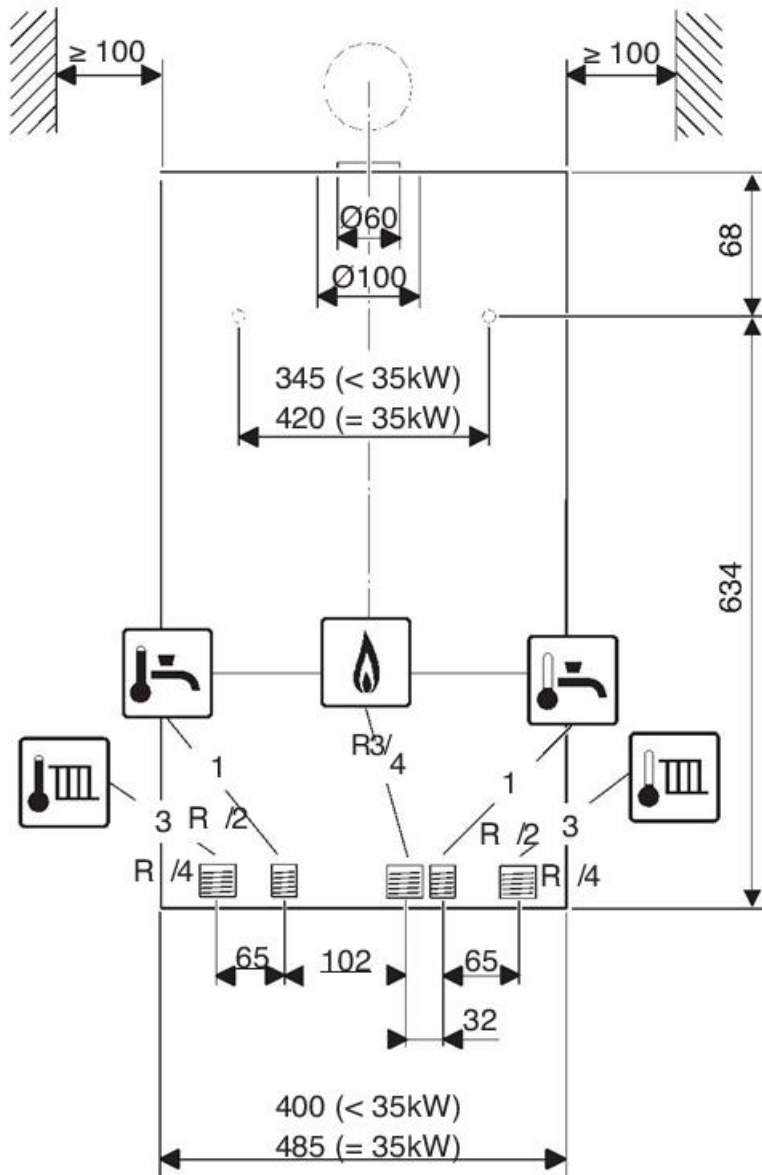 ≥ 100
≥ 100
Ø60
Ø100
68
345 (< 35kW)
420 (= 35kW)
634
R3/
4
1
1
3
R /2
R /2
3
R /4
R /4
65
102
65
32
400 (< 35kW)
485 (= 35kW)